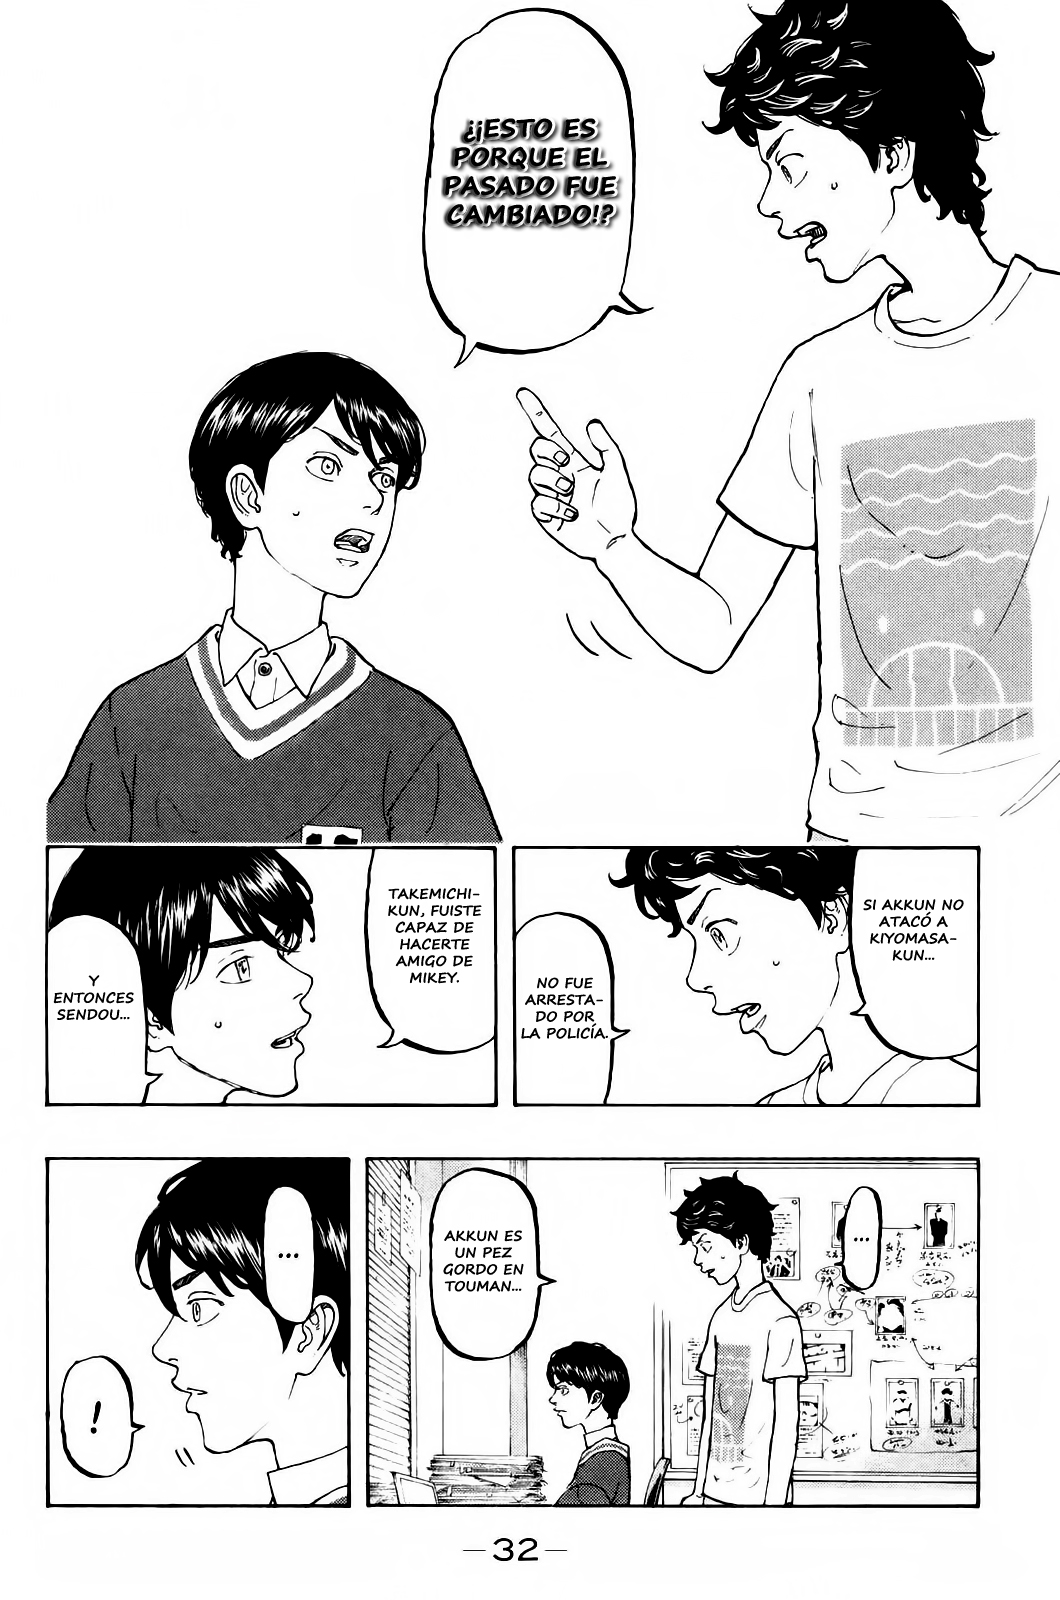 ¿¡ESTO ES
PORQUE EL
PASADO FUE
CAMBIADO!?
SI AKKUN NO
ATACÓ A
KIYOMASA-
KUN...
NO FUE
ARRESTA-
DO POR
LA POLICÍA.
TAKEMICHI-
KUN, FUISTE
CAPAZ DE
HACERTE
AMIGO DE
MIKEY.
Y
ENTONCES
SENDOU...
...
AKKUN ES
UN PEZ
GORDO EN
TOUMAN...
...
!
—32—